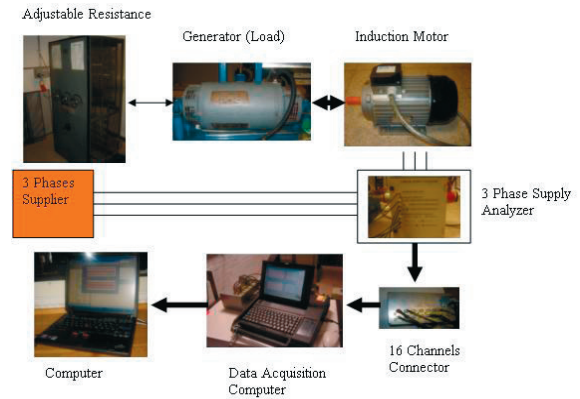 Adjustable Resistance
Generator (Load)
Induction Motor
3 Phases
Supplier
3 Phase Supply
Analyzer
16 Channels
Connector
Data Acquisition
Computer
Computer